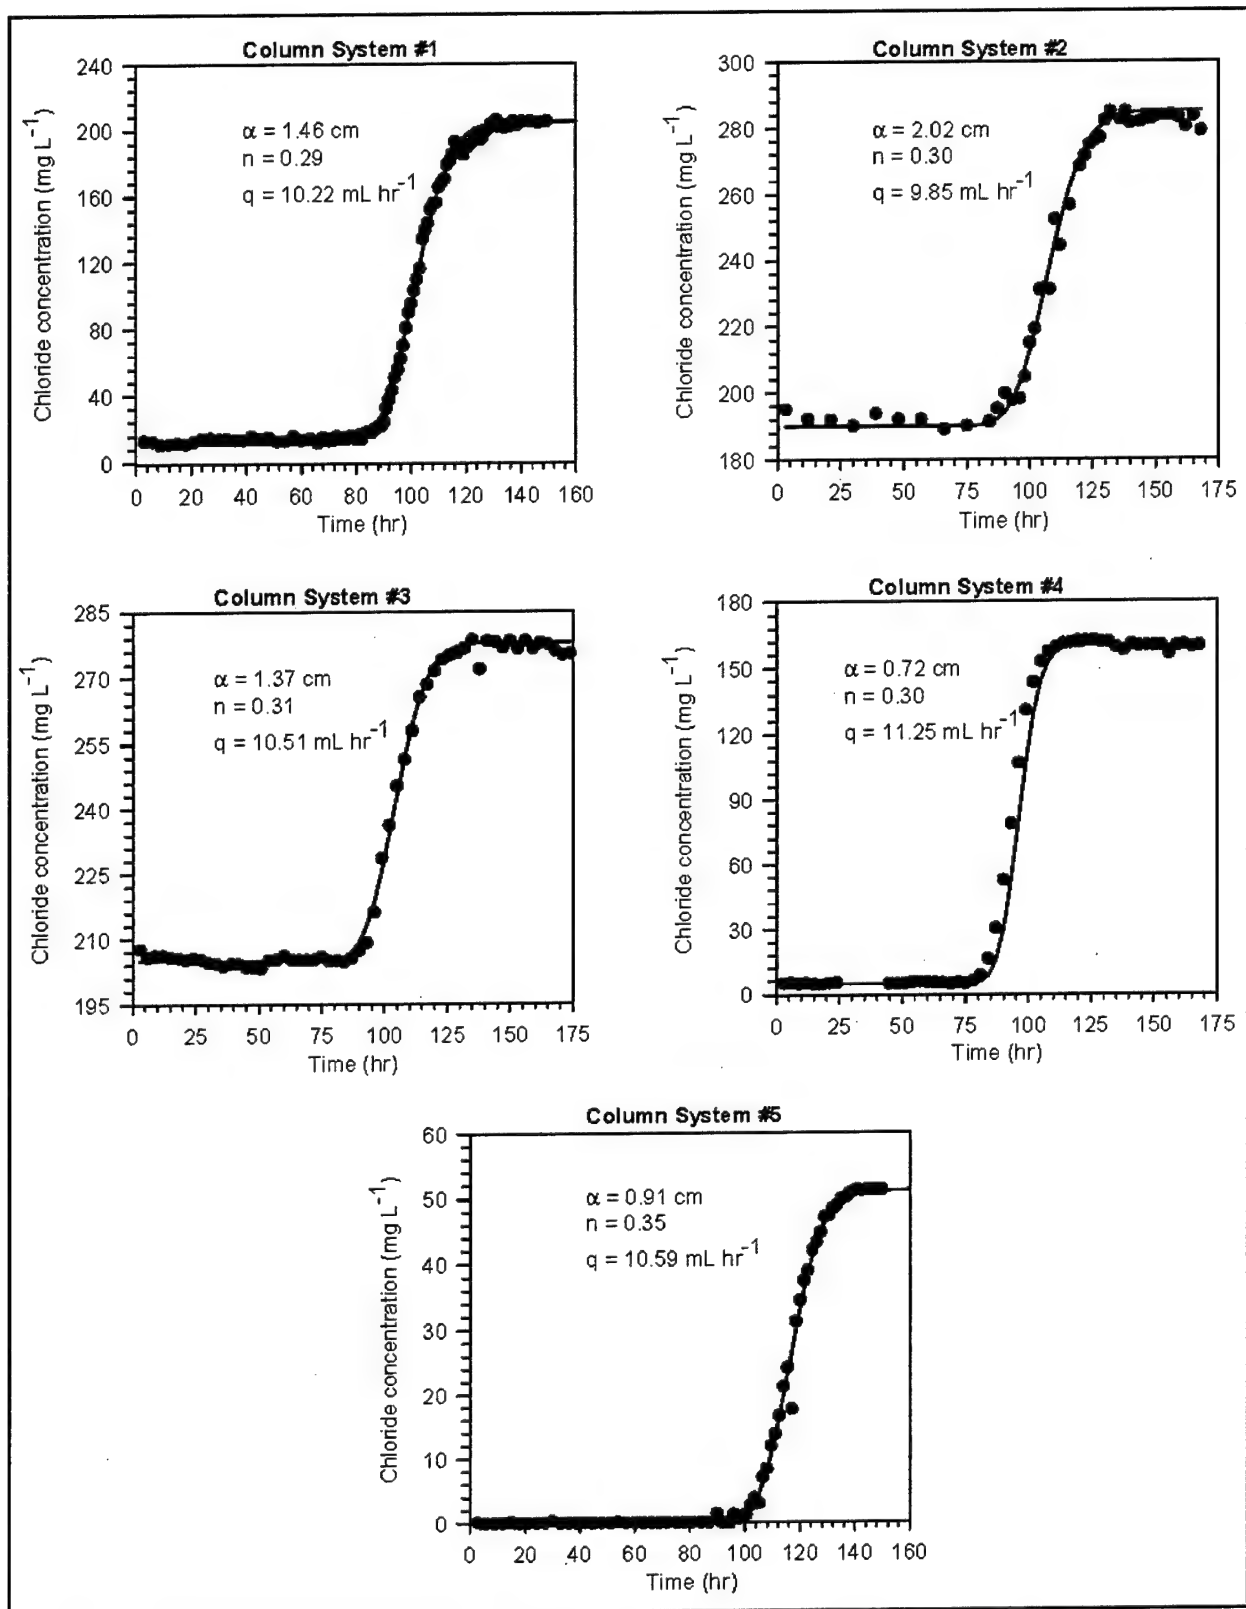 Column System #1
Chloride concentration (mg L⁻¹)
240
200
160
120
80
40
0
α = 1.46 cm
n = 0.29
q = 10.22 mL hr⁻¹
0 20 40 60 80 100 120 140 160
Time (hr)
Column System #2
Chloride concentration (mg L⁻¹)
300
280
260
240
220
200
180
α = 2.02 cm
n = 0.30
q = 9.85 mL hr⁻¹
0 25 50 75 100 125 150 175
Time (hr)
Column System #3
Chloride concentration (mg L⁻¹)
285
270
255
240
225
210
195
α = 1.37 cm
n = 0.31
q = 10.51 mL hr⁻¹
0 25 50 75 100 125 150 175
Time (hr)
Column System #4
Chloride concentration (mg L⁻¹)
180
150
120
90
60
30
0
α = 0.72 cm
n = 0.30
q = 11.25 mL hr⁻¹
0 25 50 75 100 125 150 175
Time (hr)
Column System #5
Chloride concentration (mg L⁻¹)
60
50
40
30
20
10
0
α = 0.91 cm
n = 0.35
q = 10.59 mL hr⁻¹
0 20 40 60 80 100 120 140 160
Time (hr)